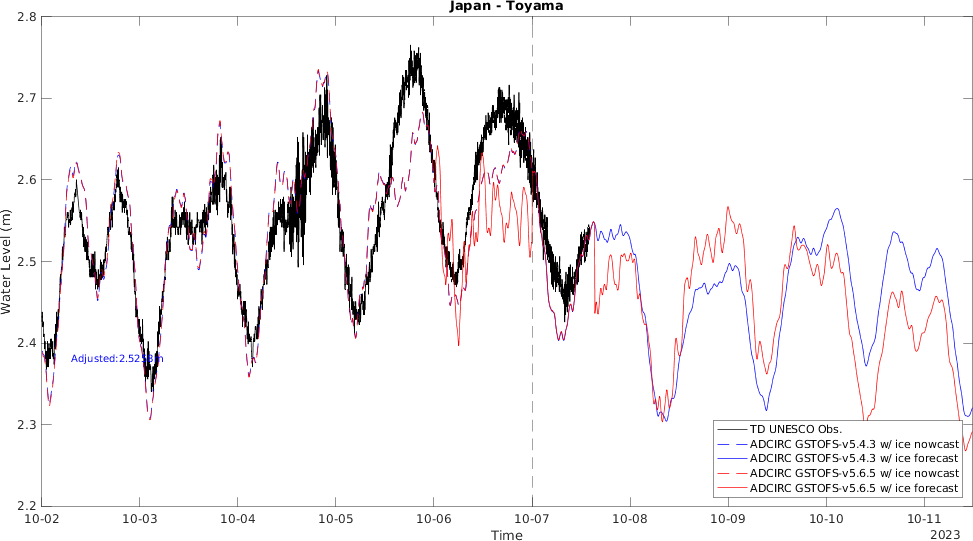 Japan - Toyama
2.8
2.7
2.6
2.5
2.4
2.3
2.2
Water Level (m)
TD UNESCO Obs.
ADCIRC GSTOFS-v5.4.3 w/ ice nowcast
ADCIRC GSTOFS-v5.4.3 w/ ice forecast
ADCIRC GSTOFS-v5.6.5 w/ ice nowcast
ADCIRC GSTOFS-v5.6.5 w/ ice forecast
10-02 10-03 10-04 10-05 10-06 10-07 10-08 10-09 10-10 10-11
Time
2023